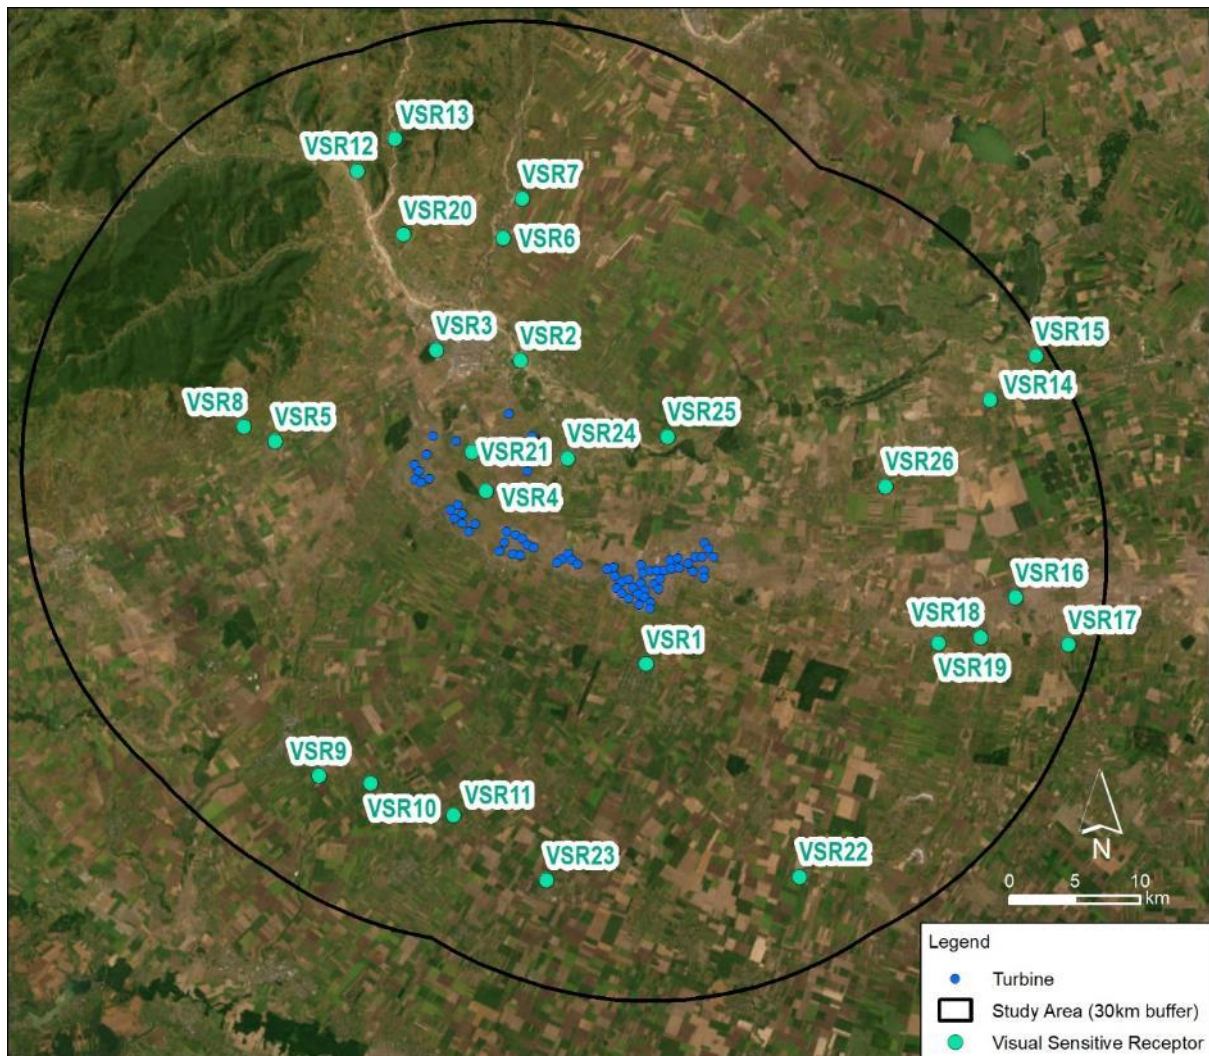 VSR13
VSR12
VSR7
VSR20
VSR6
VSR3
VSR2
VSR15
VSR14
VSR8
VSR5
VSR25
VSR21
VSR24
VSR26
VSR4
VSR16
VSR18
VSR17
VSR1
VSR19
VSR9
VSR10
VSR11
VSR23
VSR22
N
0 5 10
km
Legend
Turbine
Study Area (30km buffer)
Visual Sensitive Receptor